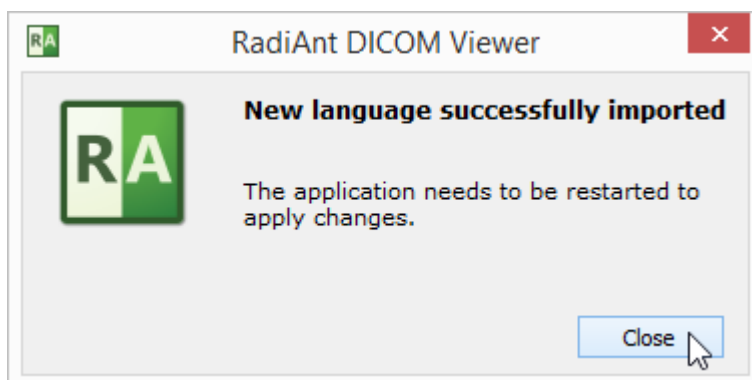 RA RadiAnt DICOM Viewer
RA
New language successfully imported
The application needs to be restarted to
apply changes.
Close